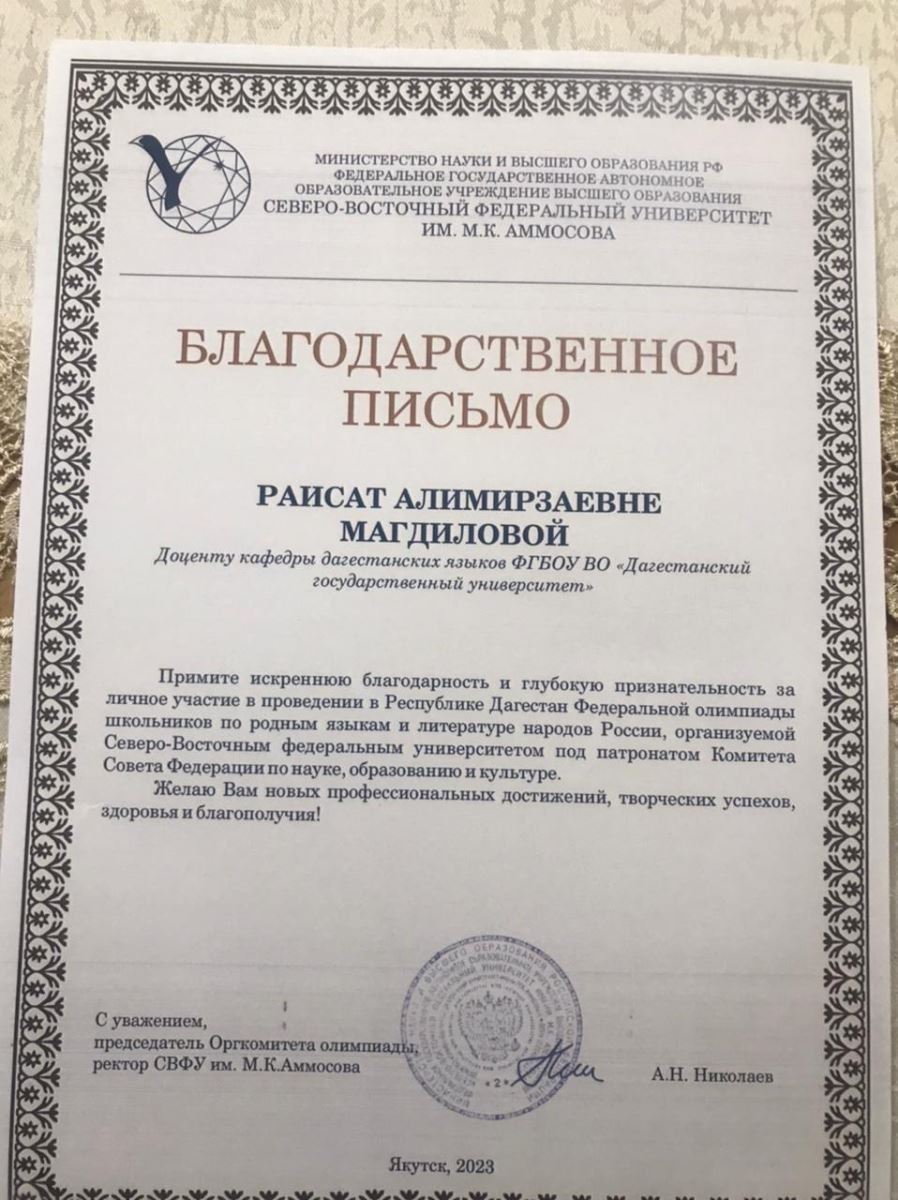 МИНИСТЕРСТВО НАУКИ И ВЫСШЕГО ОБРАЗОВАНИЯ РФ
ФЕДЕРАЛЬНОЕ ГОСУДАРСТВЕННОЕ АВТОНОМНОЕ
ОБРАЗОВАТЕЛЬНОЕ УЧРЕЖДЕНИЕ ВЫСШЕГО ОБРАЗОВАНИЯ
СЕВЕРО-ВОСТОЧНЫЙ ФЕДЕРАЛЬНЫЙ УНИВЕРСИТЕТ
ИМ. М.К. АММОСОВА
БЛАГОДАРСТВЕННОЕ
ПИСЬМО
РАИСАТ АЛИМИРЗАЕВНЕ
МАГДИЛОВОЙ
Доценту кафедры дагестанских языков ФГБОУ ВО «Дагестанский
государственный университет»
Примите искреннюю благодарность и глубокую признательность за
личное участие в проведении в Республике Дагестан Федеральной олимпиады
школьников по родным языкам и литературе народов России, организуемой
Северо-Восточным федеральным университетом под патронатом Комитета
Совета Федерации по науке, образованию и культуре.
Желаю Вам новых профессиональных достижений, творческих успехов,
здоровья и благополучия!
С уважением,
председатель Оргкомитета олимпиады,
ректор СВФУ им. М.К.Аммосова
А.Н. Николаев
Якутск, 2023